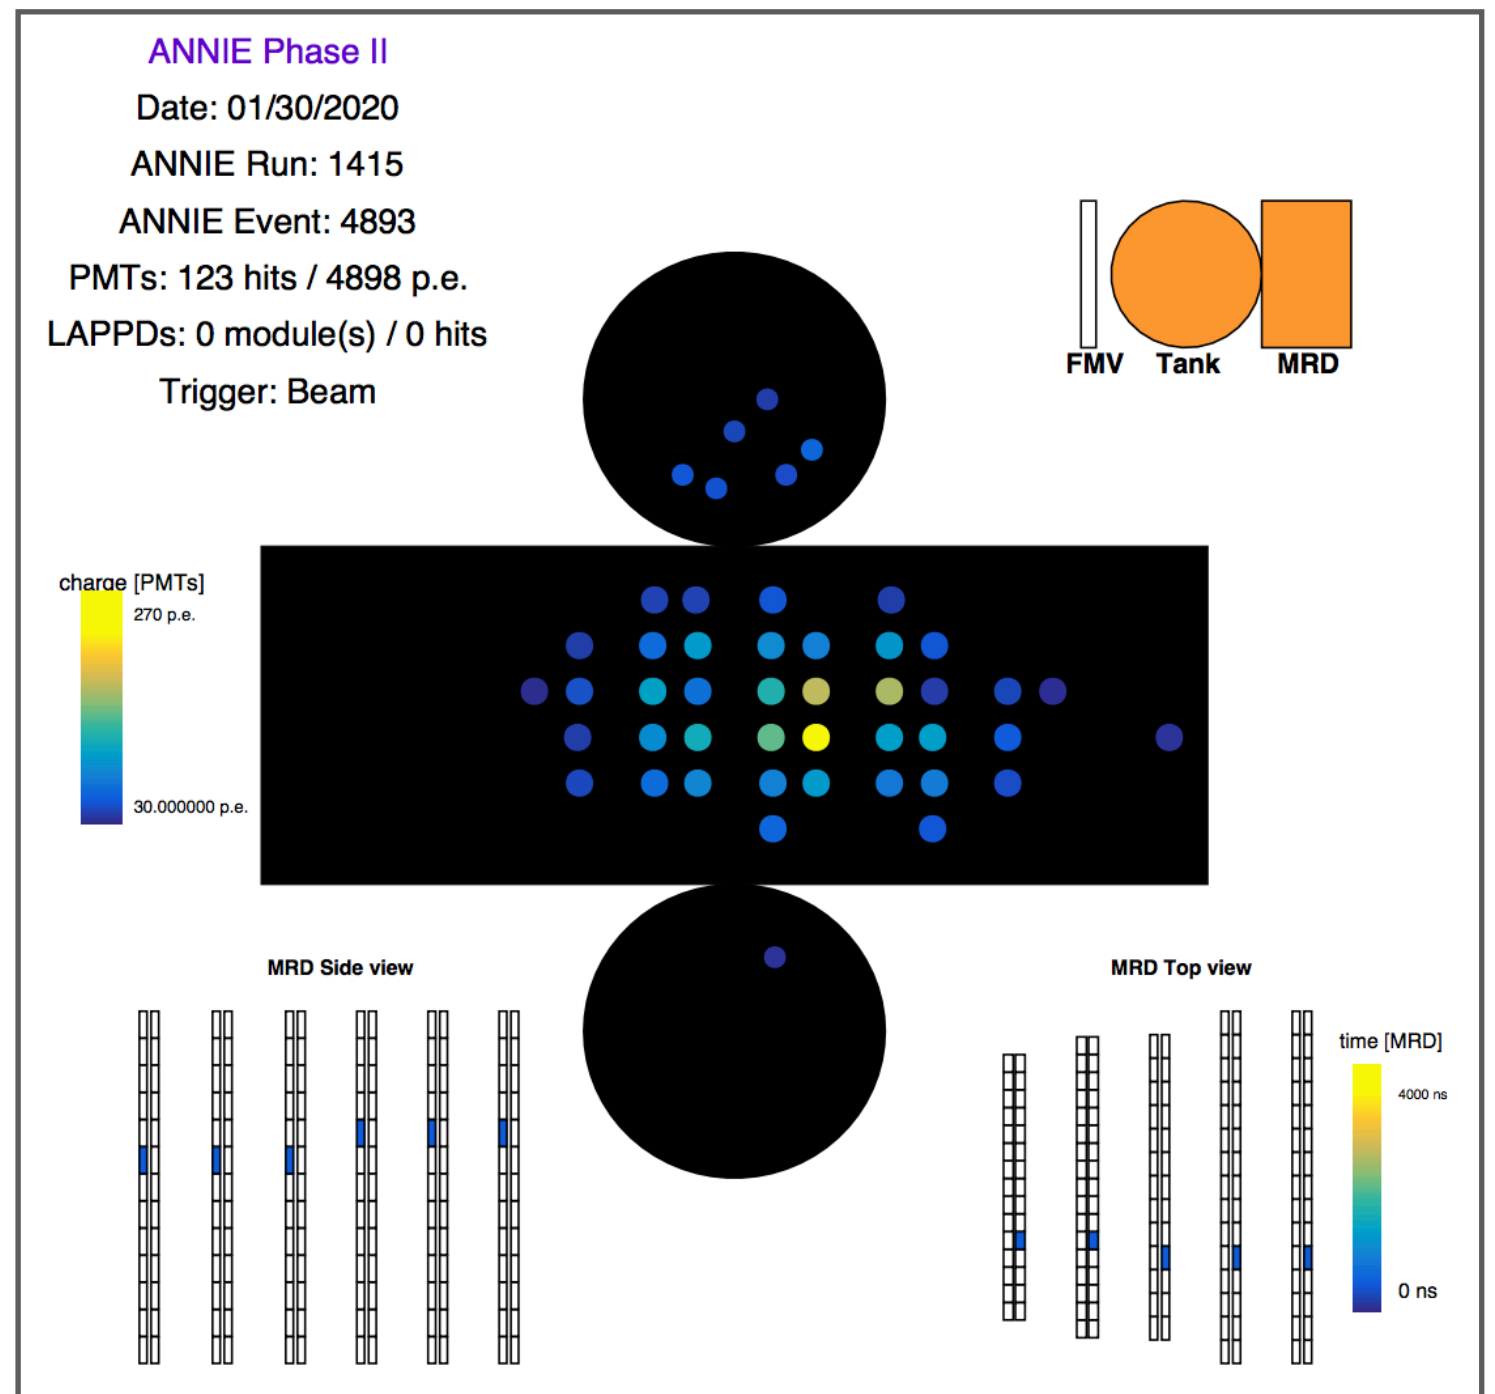 ANNIE Phase II
Date: 01/30/2020
ANNIE Run: 1415
ANNIE Event: 4893
PMTs: 123 hits / 4898 p.e.
LAPPDs: 0 module(s) / 0 hits
Trigger: Beam
FMV Tank MRD
charge [PMTs]
270 p.e.
30.000000 p.e.
MRD Side view
MRD Top view
time [MRD]
4000 ns
0 ns